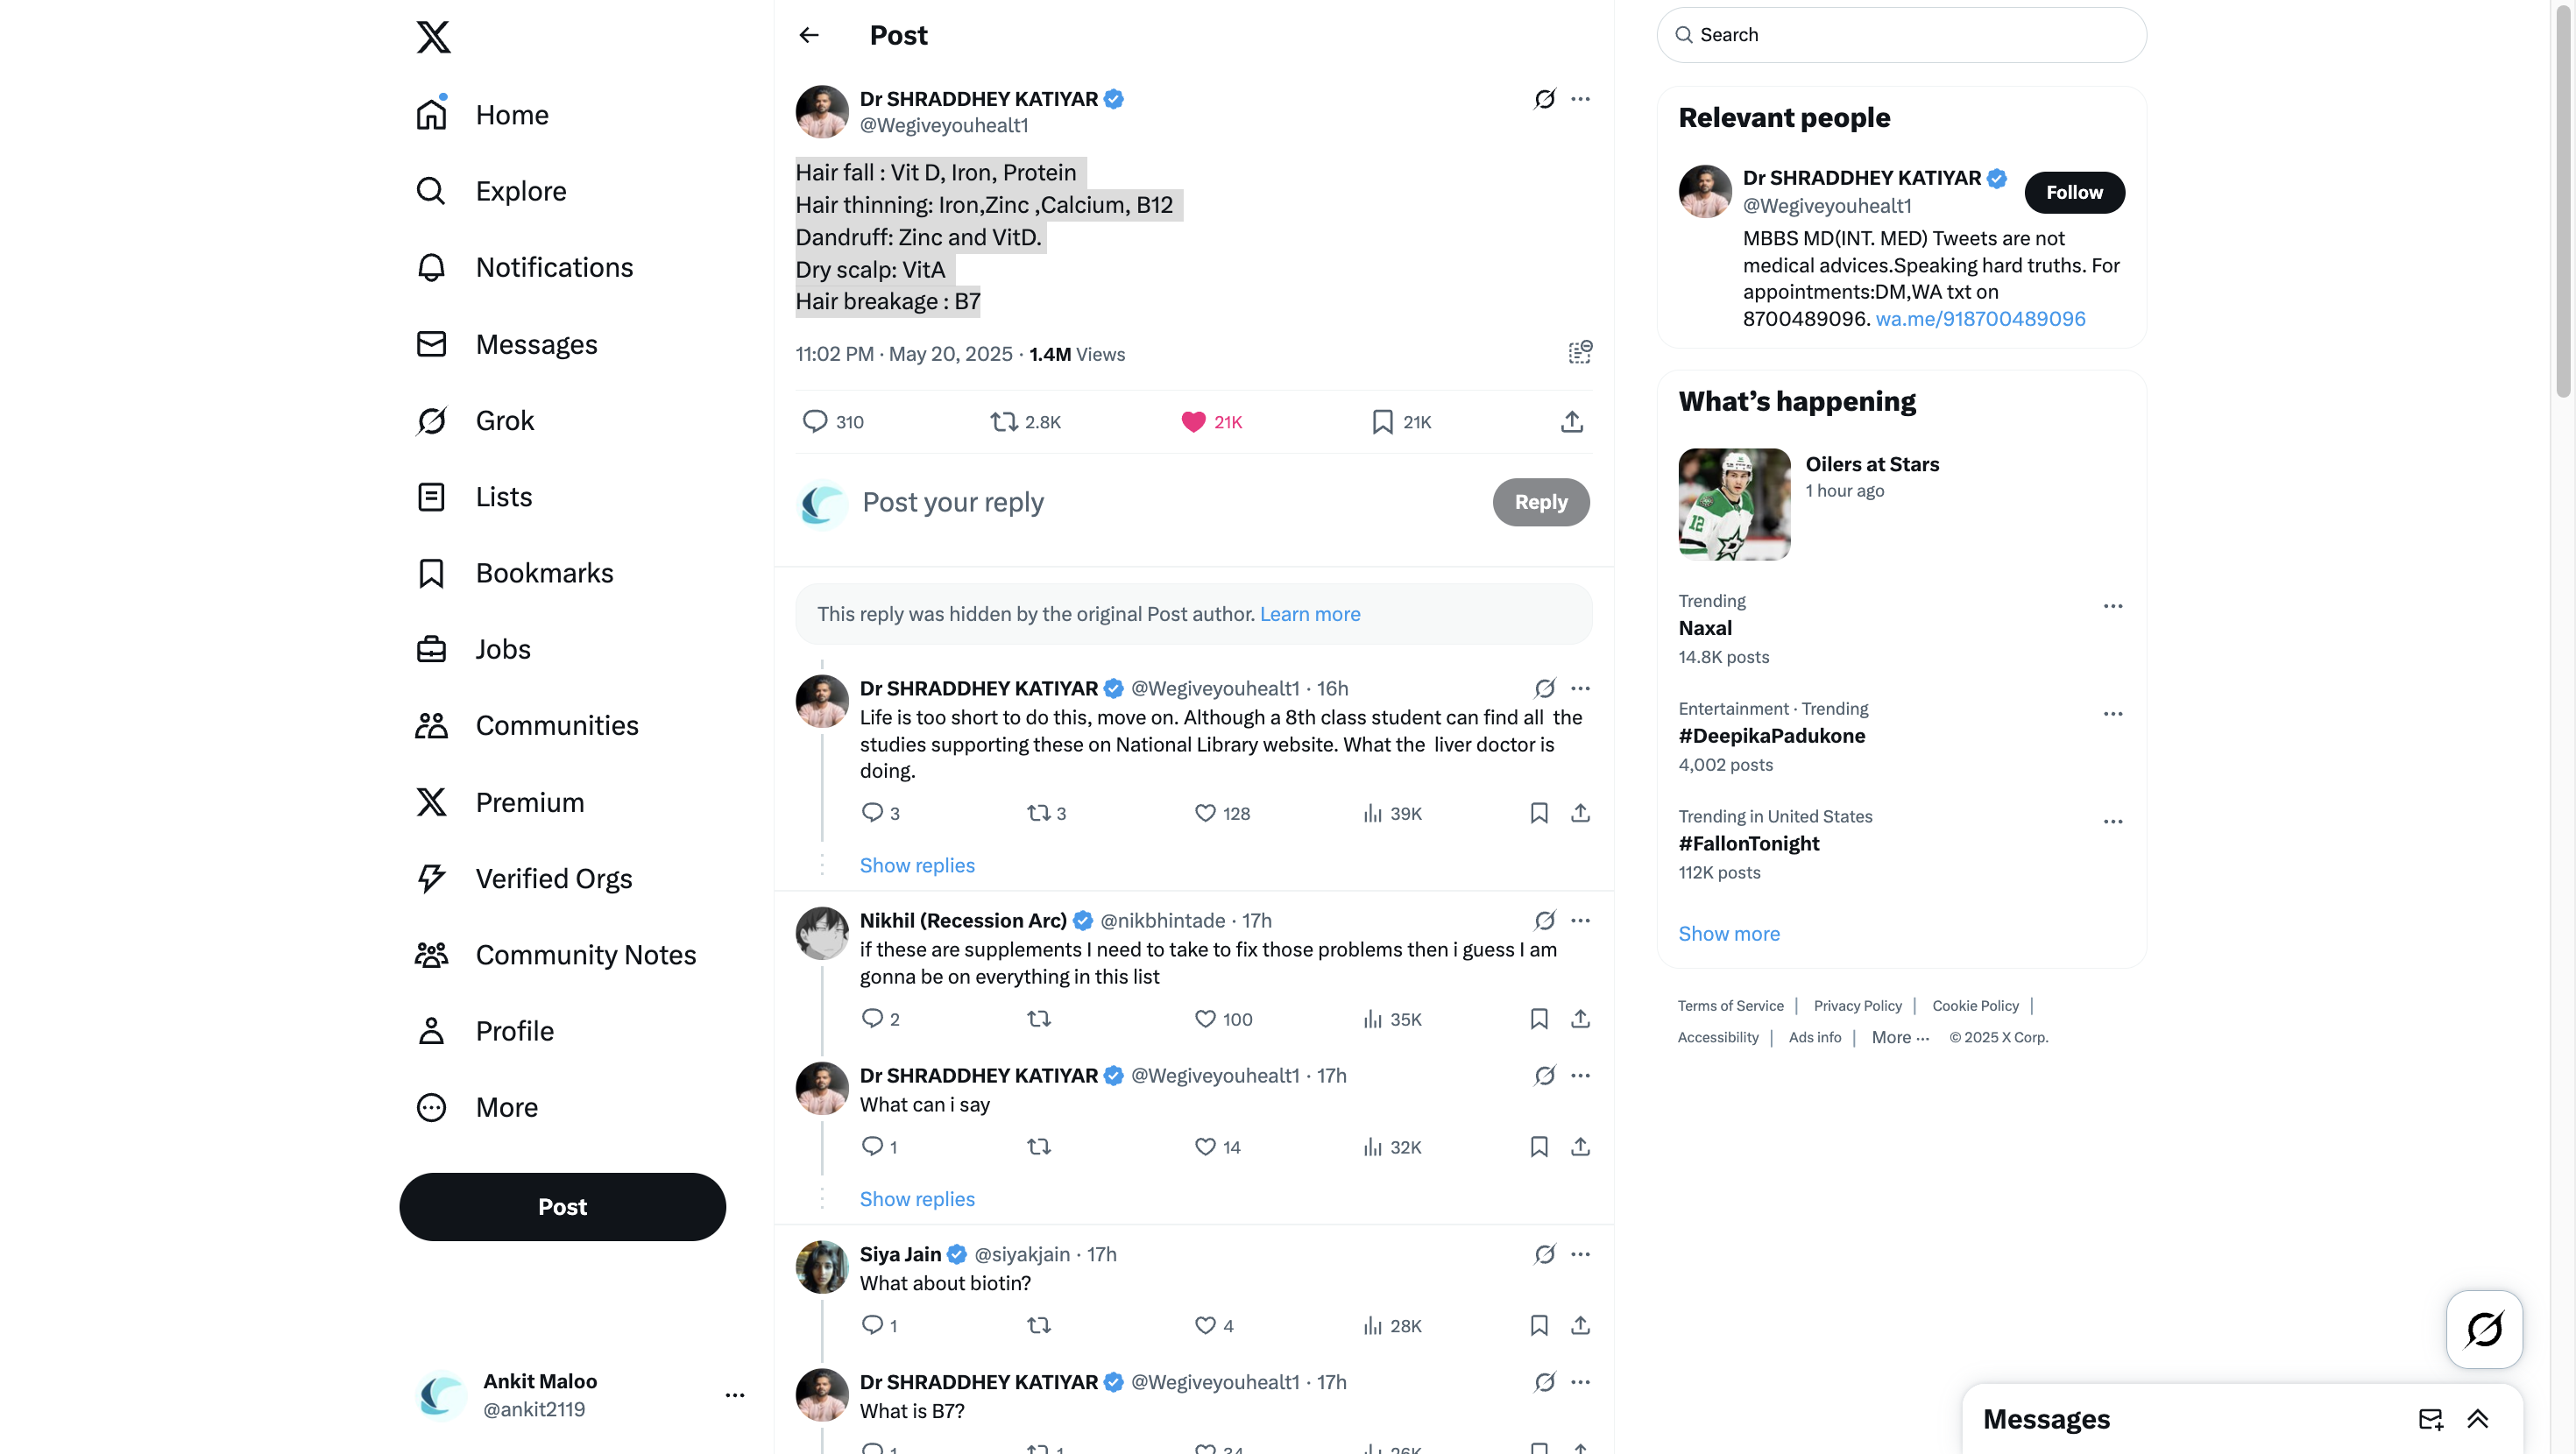 Home
Explore
Notifications
Messages
Grok
Lists
Bookmarks
Jobs
Communities
Premium
Verified Orgs
Community Notes
Profile
More
Post
Ankit Maloo
@ankit2119
Post
Dr SHRADDHEY KATIYAR
@Wegiveyouhealt1
Hair fall : Vit D, Iron, Protein
Hair thinning: Iron,Zinc ,Calcium, B12
Dandruff: Zinc and VitD.
Dry scalp: VitA
Hair breakage : B7
11:02 PM · May 20, 2025 · 1.4M Views
310 2.8K 21K 21K
Post your reply
Reply
This reply was hidden by the original Post author. Learn more
Dr SHRADDHEY KATIYAR @Wegiveyouhealt1 · 16h
Life is too short to do this, move on. Although a 8th class student can find all the
studies supporting these on National Library website. What the liver doctor is
doing.
3 3 128 39K
Show replies
Nikhil (Recession Arc) @nikbhintade · 17h
if these are supplements I need to take to fix those problems then i guess I am
gonna be on everything in this list
2 100 35K
Dr SHRADDHEY KATIYAR @Wegiveyouhealt1 · 17h
What can i say
1 14 32K
Show replies
Siya Jain @siyakjain · 17h
What about biotin?
1 4 28K
Dr SHRADDHEY KATIYAR @Wegiveyouhealt1 · 17h
What is B7?
1 1 34 26K
Search
Relevant people
Dr SHRADDHEY KATIYAR
@Wegiveyouhealt1
Follow
MBBS MD(INT. MED) Tweets are not
medical advices.Speaking hard truths. For
appointments:DM,WA txt on
8700489096. wa.me/918700489096
What's happening
Oilers at Stars
1 hour ago
12
Trending
Naxal
14.8K posts
Entertainment · Trending
#DeepikaPadukone
4,002 posts
Trending in United States
#FallonTonight
112K posts
Show more
Terms of Service | Privacy Policy | Cookie Policy |
Accessibility | Ads info | More ··· © 2025 X Corp.
Messages